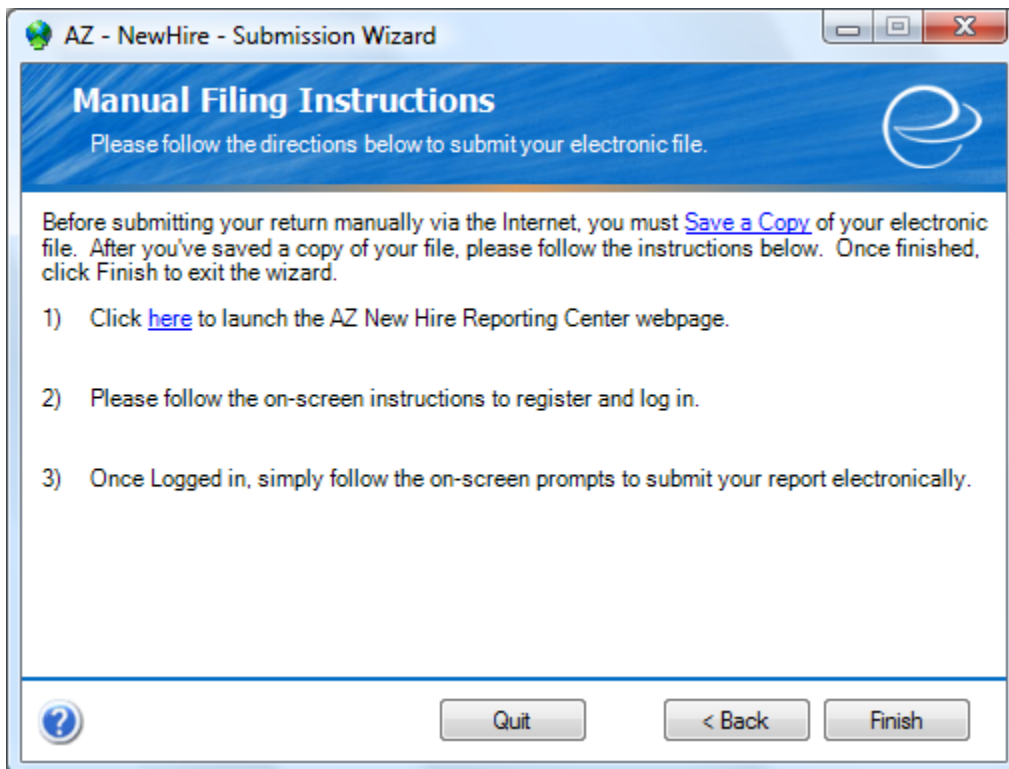 AZ - NewHire - Submission Wizard
Manual Filing Instructions
Please follow the directions below to submit your electronic file.
Before submitting your return manually via the Internet, you must Save a Copy of your electronic
file.  After you've saved a copy of your file, please follow the instructions below.  Once finished,
click Finish to exit the wizard.
1) Click here to launch the AZ New Hire Reporting Center webpage.
2) Please follow the on-screen instructions to register and log in.
3) Once Logged in, simply follow the on-screen prompts to submit your report electronically.
Quit < Back Finish